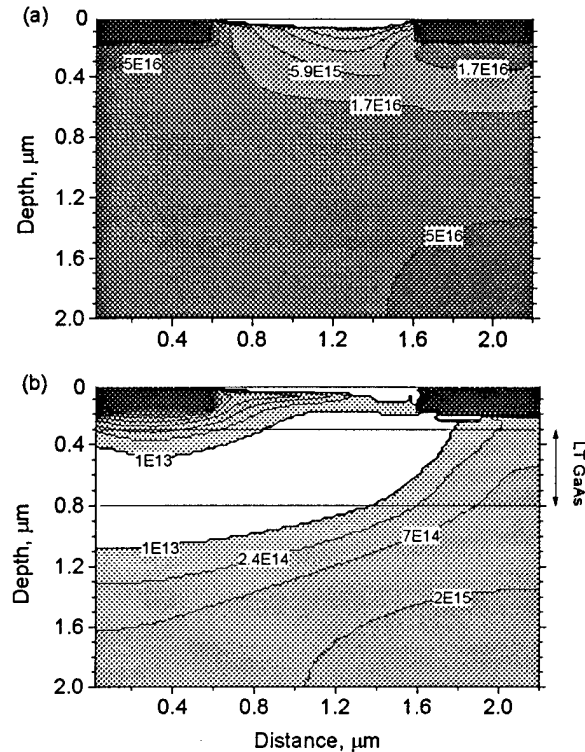 (a)
0
0.4
0.8
1.2
1.6
2.0
Depth, μm
5E16
5.9E15
1.7E16
1.7E16
5E16
0.4
0.8
1.2
1.6
2.0
(b)
0
0.4
0.8
1.2
1.6
2.0
Depth, μm
1E13
1E13
2.4E14
7E14
2E15
LT GaAs
0.4
0.8
1.2
1.6
2.0
Distance, μm